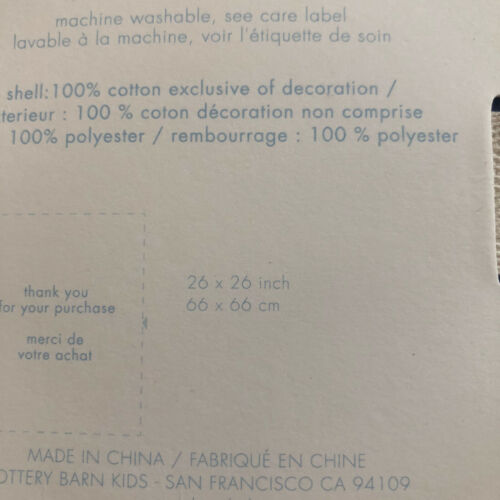 machine washable, see care label
lavable à la machine, voir l'étiquette de soin
shell: 100% cotton exclusive of decoration /
terieur : 100 % coton décoration non comprise
100% polyester / rembourrage : 100 % polyester
26 x 26 inch
66 x 66 cm
thank you
for your purchase
merci de
votre achat
MADE IN CHINA / FABRIQUÉ EN CHINE
OTTERY BARN KIDS - SAN FRANCISCO CA 94109